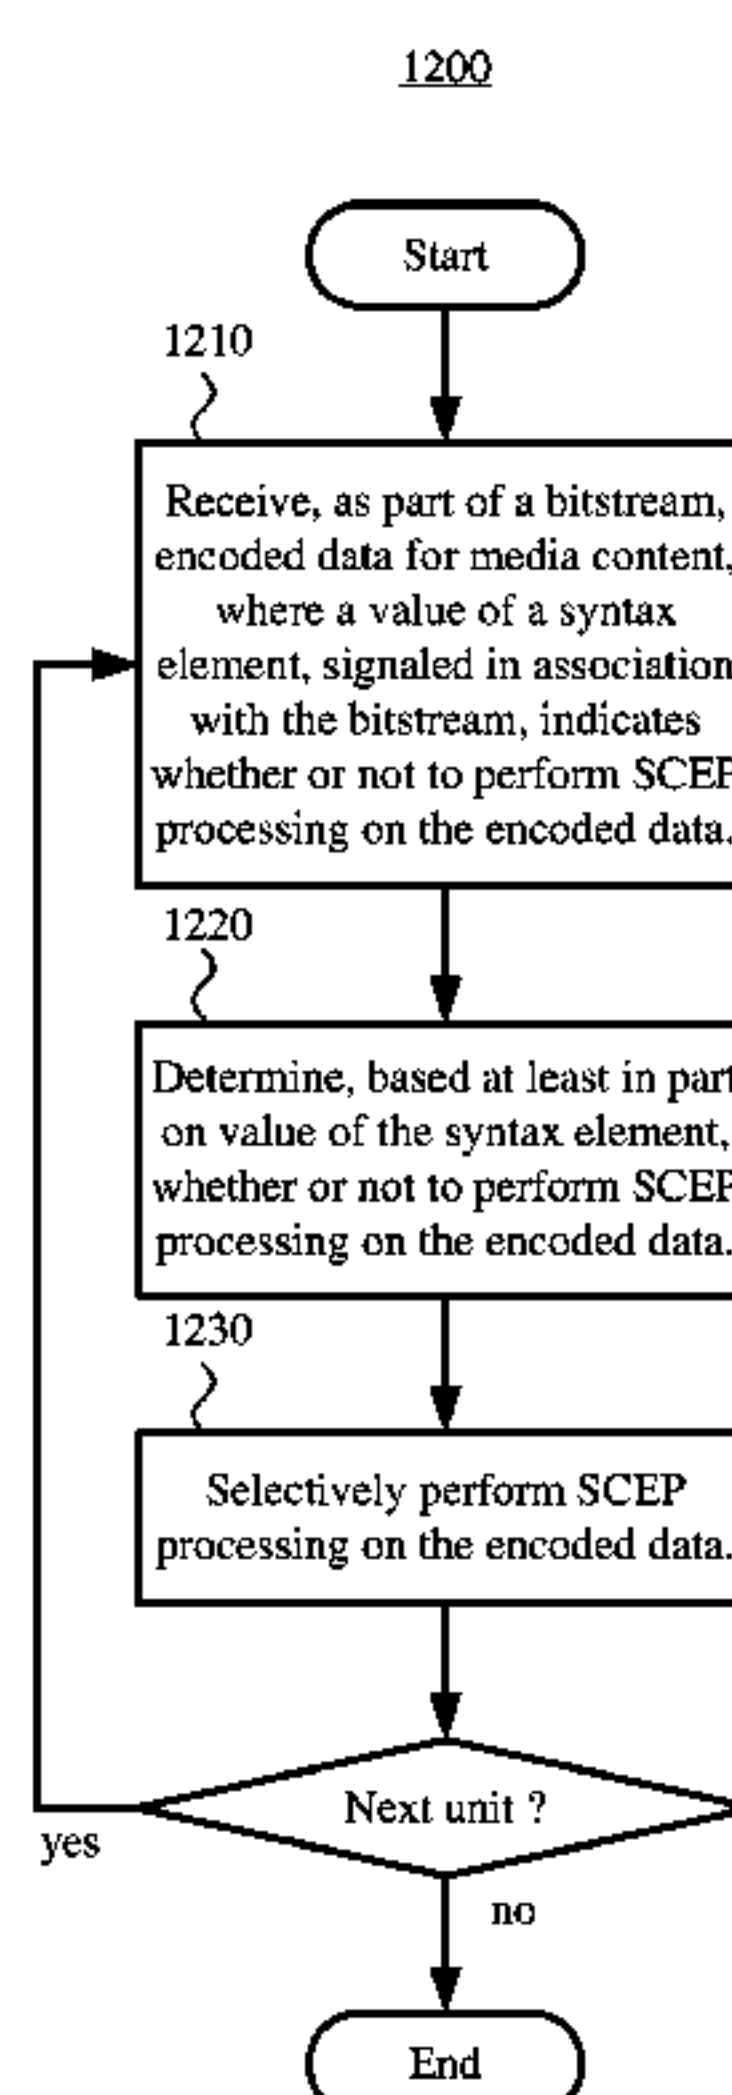 1200
Start
1210
Receive, as part of a bitstream,
encoded data for media content,
where a value of a syntax
element, signaled in association
with the bitstream, indicates
whether or not to perform SCEP
processing on the encoded data.
1220
Determine, based at least in part
on value of the syntax element,
whether or not to perform SCEP
processing on the encoded data.
1230
Selectively perform SCEP
processing on the encoded data.
Next unit ?
yes
no
End